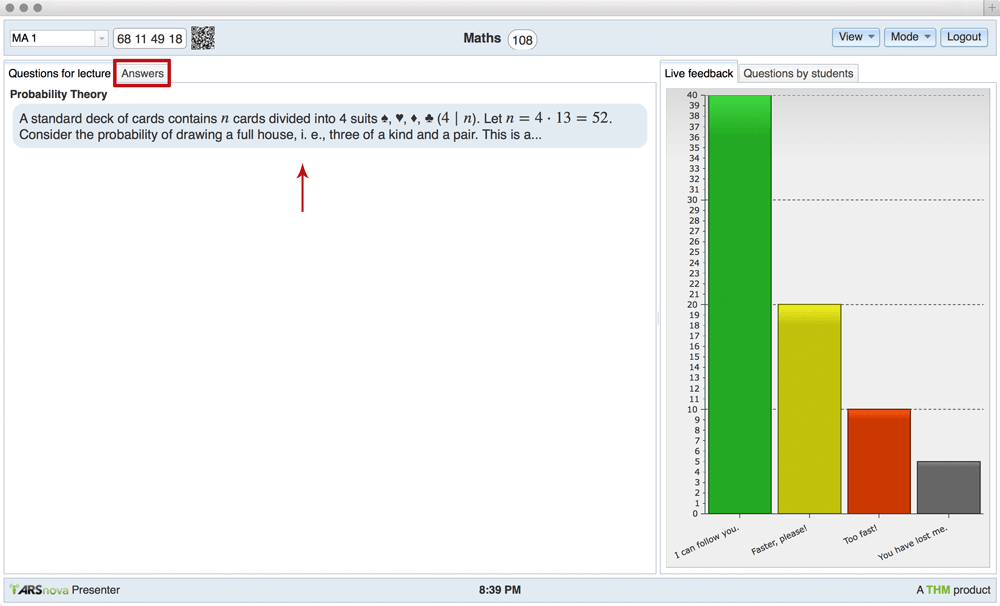 MA 1
68 11 49 18
Maths 108
View
Mode
Logout
Questions for lecture
Answers
Probability Theory
A standard deck of cards contains n cards divided into 4 suits ♠, ♥, ♦, ♣ (4 | n). Let n = 4 · 13 = 52.
Consider the probability of drawing a full house, i. e., three of a kind and a pair. This is a...
Live feedback
Questions by students
40
39
38
37
36
35
34
33
32
31
30
29
28
27
26
25
24
23
22
21
20
19
18
17
16
15
14
13
12
11
10
9
8
7
6
5
4
3
2
1
0
I can follow you.
Faster, please!
Too fast!
You have lost me.
ARSnova Presenter
8:39 PM
A THM product